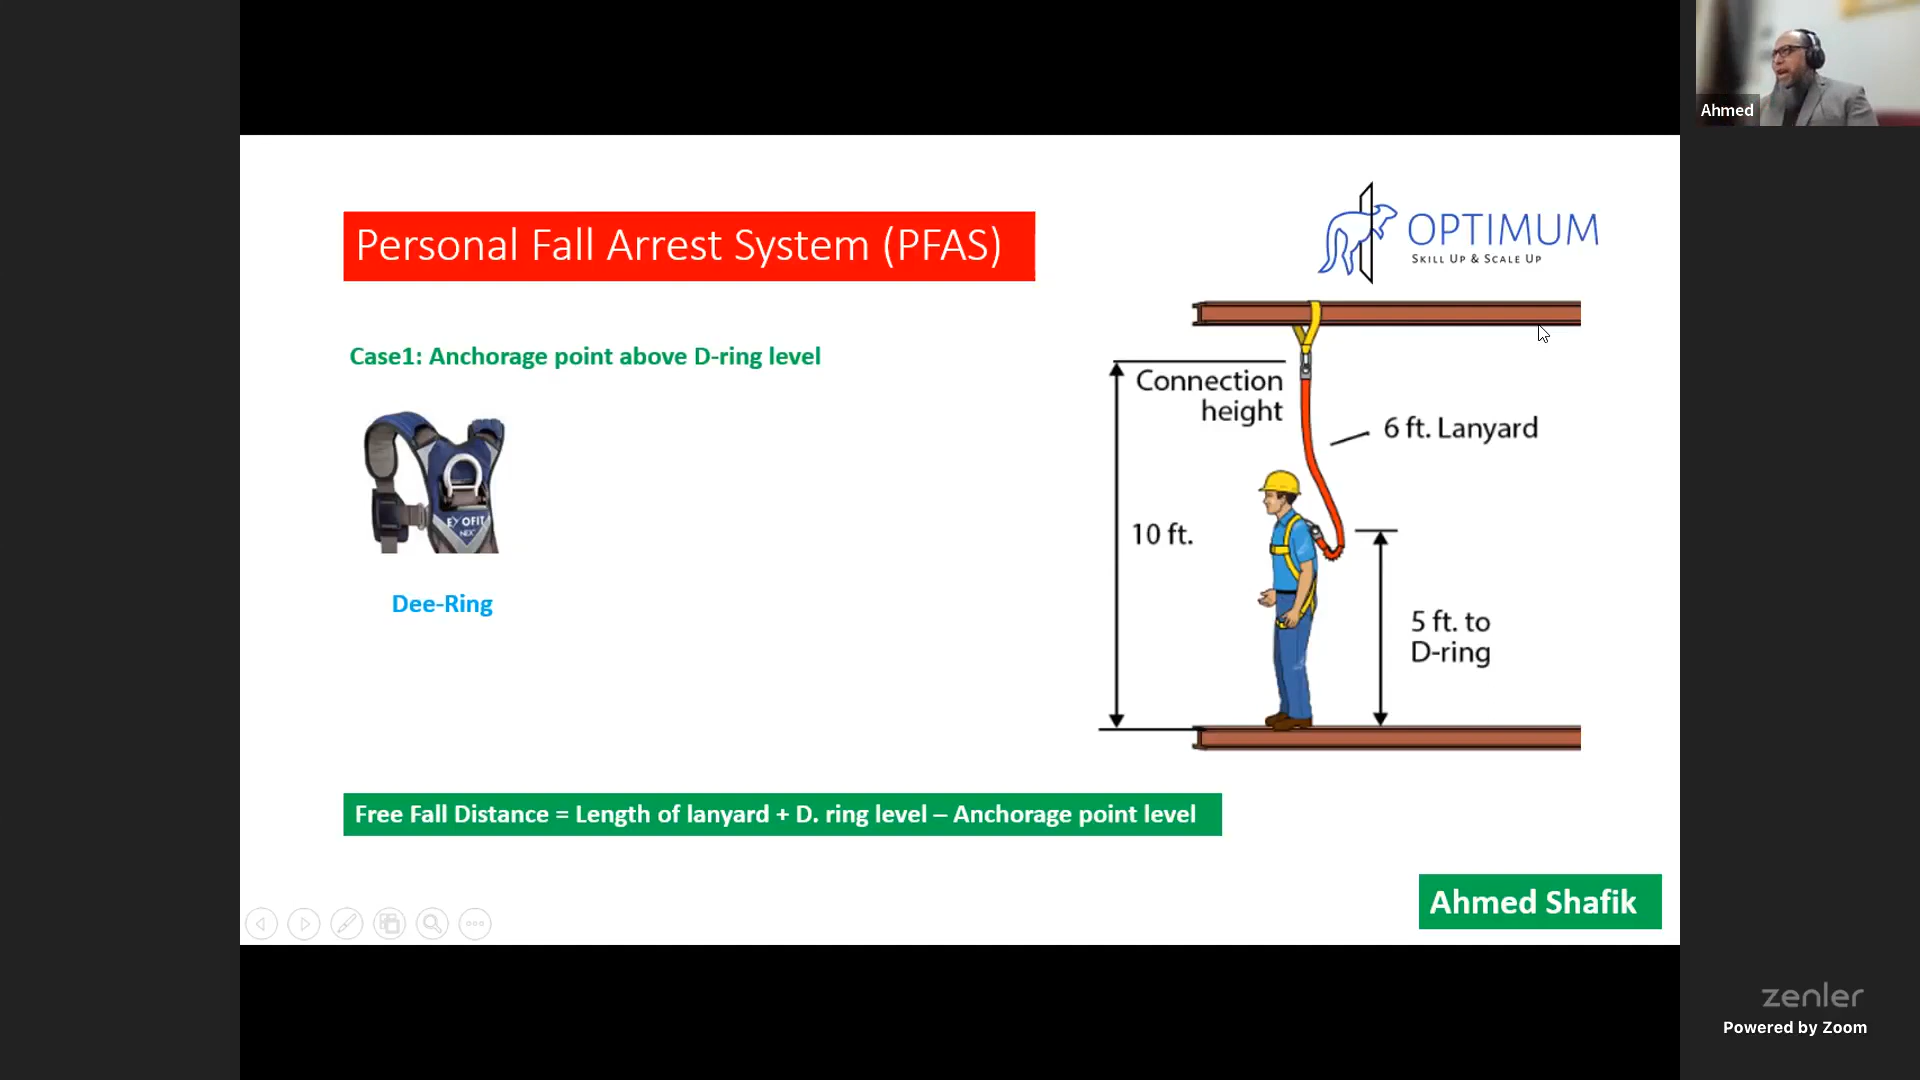 Ahmed
Personal Fall Arrest System (PFAS)
OPTIMUM
SKILL UP & SCALE UP
Case1: Anchorage point above D-ring level
Connection
height
6 ft. Lanyard
EXOFIT
NEX
10 ft.
Dee-Ring
5 ft. to
D-ring
Free Fall Distance = Length of lanyard + D. ring level – Anchorage point level
Ahmed Shafik
zenler
Powered by Zoom